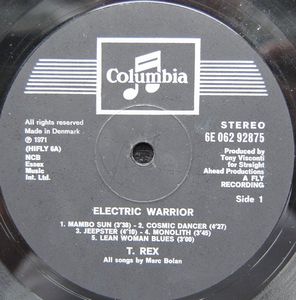 Columbia
All rights reserved
Made in Denmark
℗ 1971
(HIFLY 6A)
NCB
Essex
Music
Int. Ltd.
STEREO
6E 062 92875
Produced by
Tony Visconti
for Straight
Ahead Productions
A FLY
RECORDING
Side 1
ELECTRIC WARRIOR
1. MAMBO SUN (3:38) - 2. COSMIC DANCER (4'27)
3. JEEPSTER (4'10) - 4. MONOLITH (3'45)
5. LEAN WOMAN BLUES (3'00)
T. REX
All songs by Marc Bolan